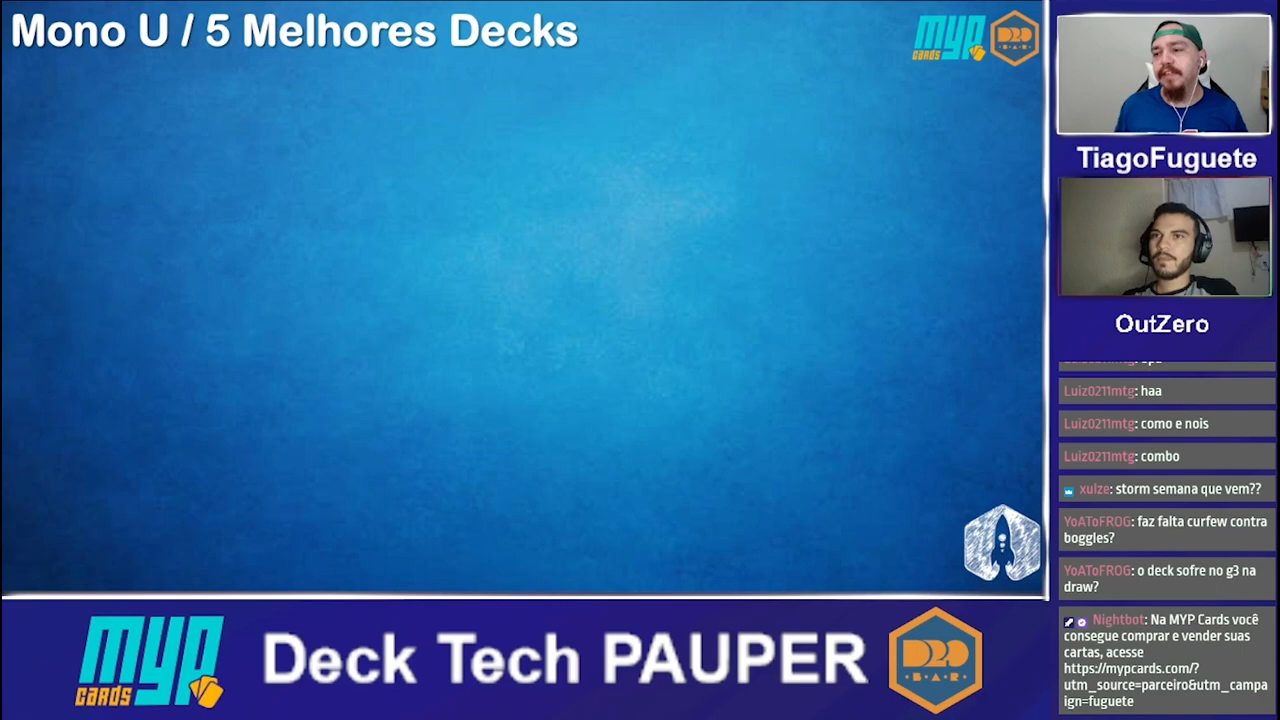 Mono U / 5 Melhores Decks
MYP
CARDS
D20
BAR
TiagoFuguete
OutZero
Luiz0211mtg: haa
Luiz0211mtg: como e nois
Luiz0211mtg: combo
xulze: storm semana que vem??
YoAToFROG: faz falta curfew contra
boggles?
YoAToFROG: o deck sofre no g3 na
draw?
Nightbot: Na MYP Cards você
consegue comprar e vender suas
cartas, acesse
https://mypcards.com/?
utm_source=parceiro&utm_campa
ign=fuguete
MYP
CARDS
Deck Tech PAUPER
D20
BAR